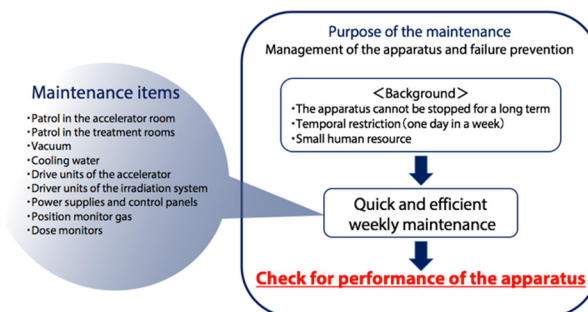 Purpose of the maintenance
Management of the apparatus and failure prevention
Maintenance items
・Patrol in the accelerator room
・Patrol in the treatment rooms
・Vacuum
・Cooling water
・Drive units of the accelerator
・Driver units of the irradiation system
・Power supplies and control panels
・Position monitor gas
・Dose monitors
＜Background＞
・The apparatus cannot be stopped for a long term
・Temporal restriction (one day in a week)
・Small human resource
Quick and efficient
weekly maintenance
Check for performance of the apparatus